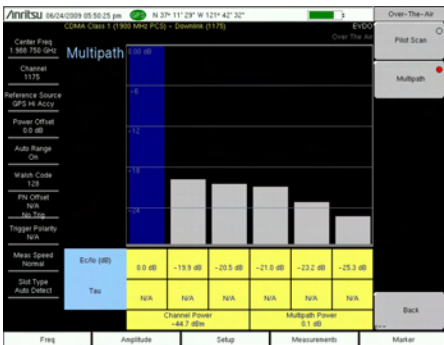 Anritsu 06/24/2009 05:50:25 pm GPS N 37° 11' 29" W 121° 42' 32" Over-The-Air
CDMA Class 1 (1900 MHz PCS) - Downlink (1175) EVDO
Over The Air
Multipath
Center Freq
1.988 750 GHz
Channel
1175
Reference Source
GPS Hi Accy
Power Offset
0.0 dB
Auto Range
On
Walsh Code
128
PN Offset
N/A
No Trig
Trigger Polarity
N/A
Meas Speed
Normal
Slot Type
Auto Detect
0.00 dB
-6
-12
-18
-24
Ec/Io (dB) 0.0 dB -19.9 dB -20.5 dB -21.0 dB -23.2 dB -25.3 dB
Tau N/A N/A N/A N/A N/A N/A
Channel Power Multipath Power
-44.7 dBm 0.1 dB
Pilot Scan
Multipath
Back
Freq Amplitude Setup Measurements Marker